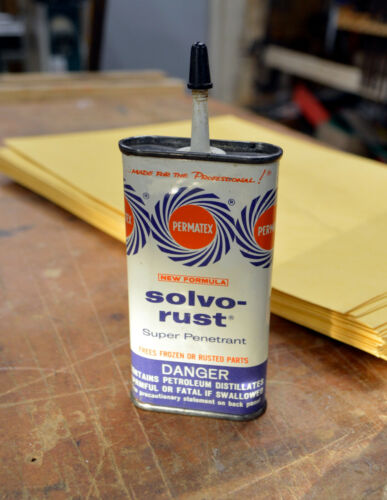 ...MADE FOR THE PROFESSIONAL!®
PERMATEX
®
NEW FORMULA
solvo-
rust®
Super Penetrant
FREES FROZEN OR RUSTED PARTS
DANGER
CONTAINS PETROLEUM DISTILLATES
HARMFUL OR FATAL IF SWALLOWED
See precautionary statement on back panel